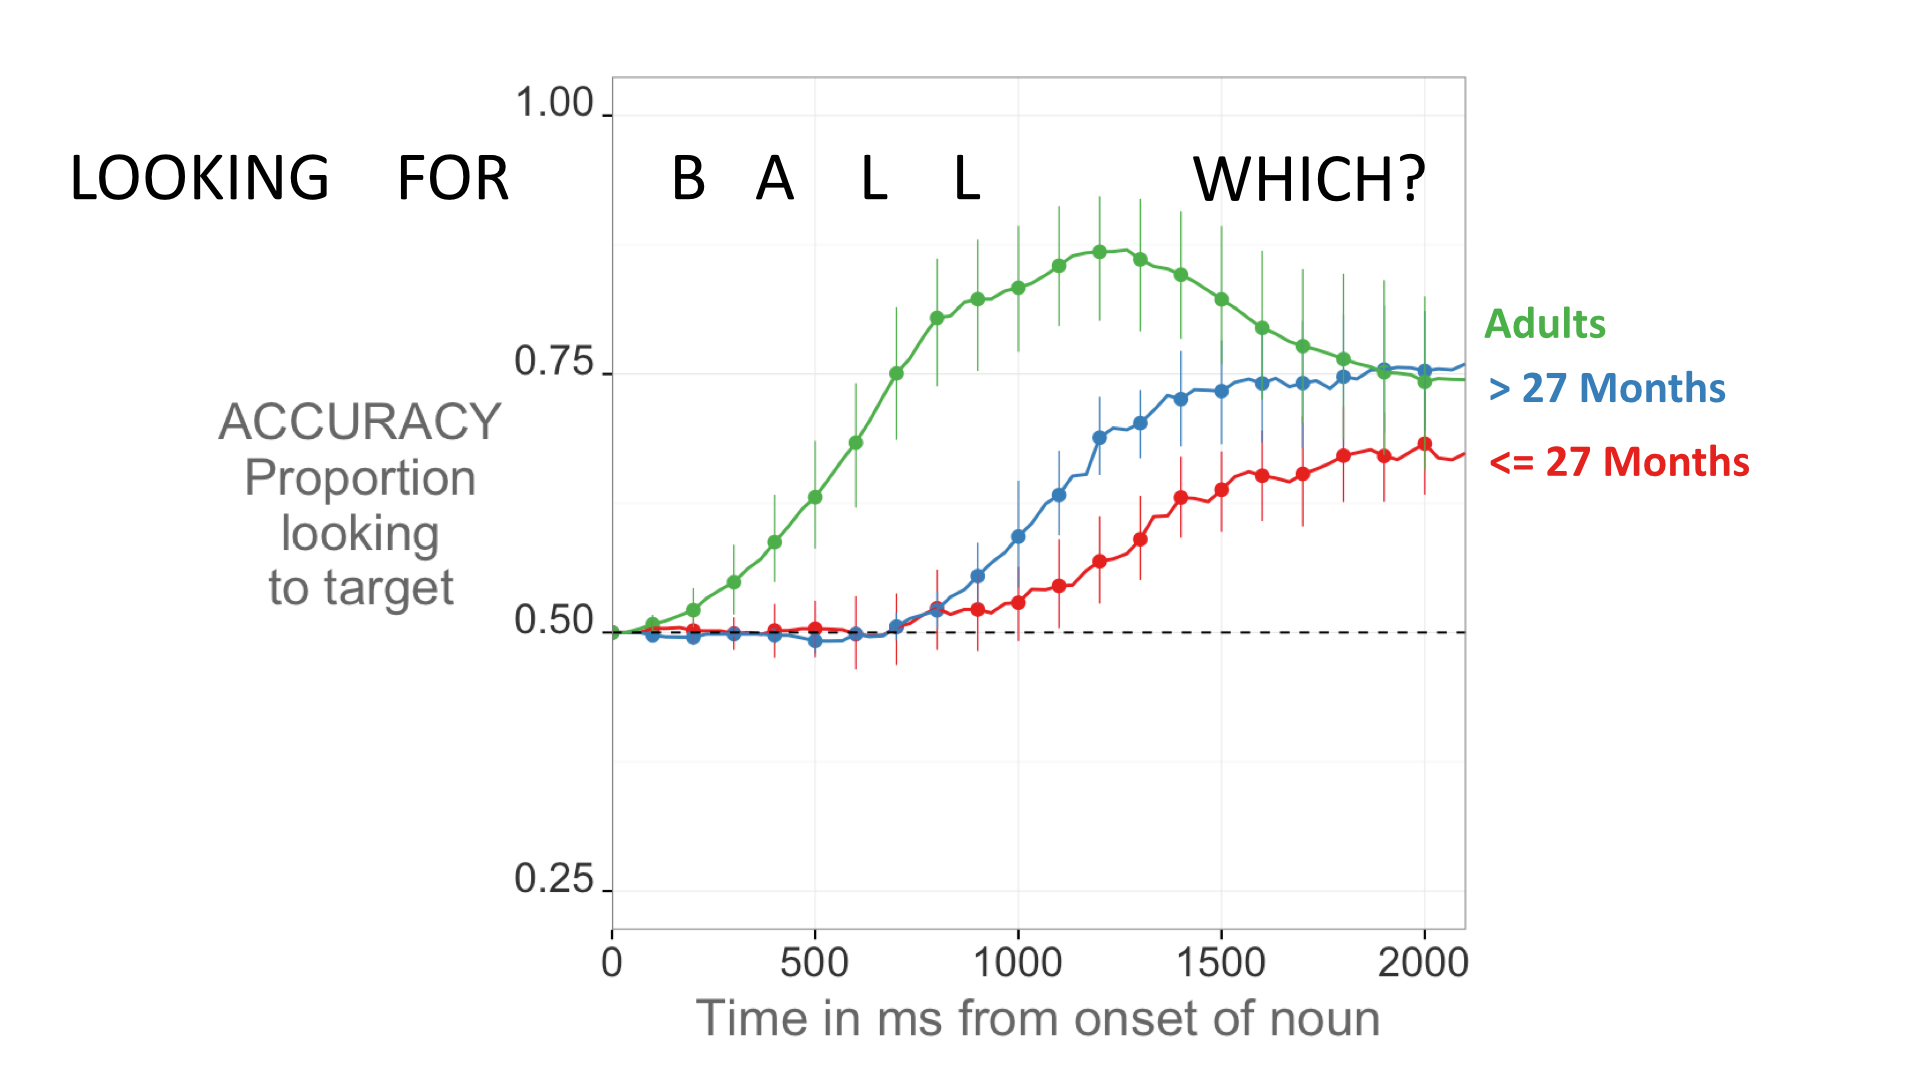 1.00
LOOKING FOR B A L L WHICH?
Adults
0.75
> 27 Months
ACCURACY
Proportion
looking
to target
<= 27 Months
0.50
0.25
0 500 1000 1500 2000
Time in ms from onset of noun